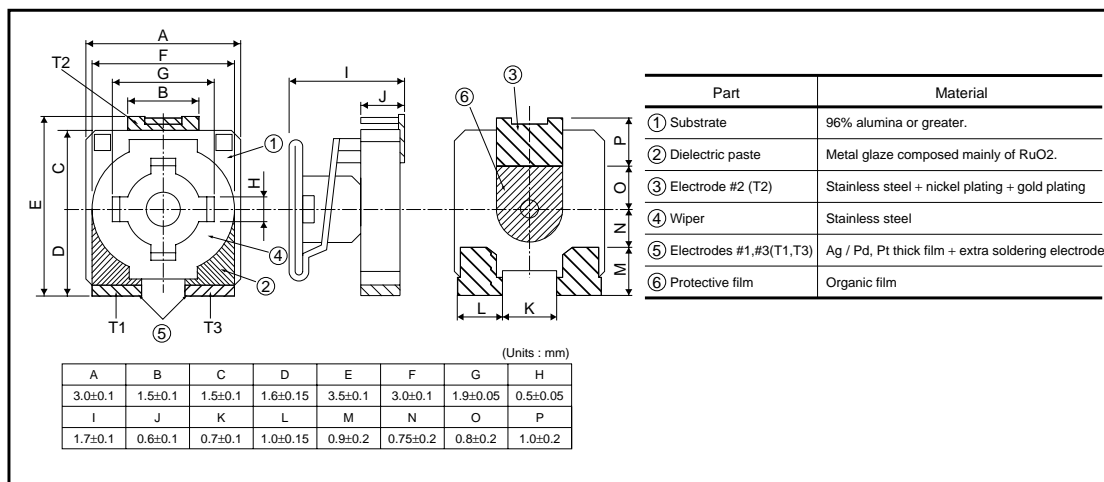 A
F
G
B
T2
I
J
③
⑥
①
C
H
E
D
④
②
T1
⑤
T3
P
O
N
M
L
K
Part Material
① Substrate 96% alumina or greater.
② Dielectric paste Metal glaze composed mainly of RuO2.
③ Electrode #2 (T2) Stainless steel + nickel plating + gold plating
④ Wiper Stainless steel
⑤ Electrodes #1,#3(T1,T3) Ag / Pd, Pt thick film + extra soldering electrode
⑥ Protective film Organic film
(Units : mm)
A B C D E F G H
3.0±0.1 1.5±0.1 1.5±0.1 1.6±0.15 3.5±0.1 3.0±0.1 1.9±0.05 0.5±0.05
I J K L M N O P
1.7±0.1 0.6±0.1 0.7±0.1 1.0±0.15 0.9±0.2 0.75±0.2 0.8±0.2 1.0±0.2